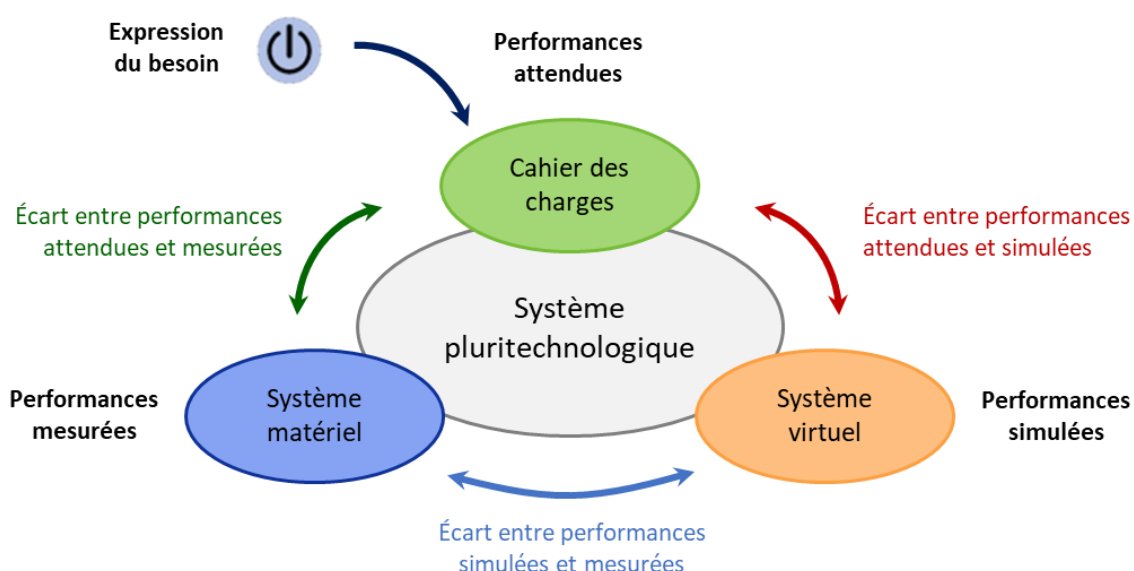 Expression
du besoin
Performances
attendues
Cahier des
charges
Écart entre performances
attendues et mesurées
Écart entre performances
attendues et simulées
Système
pluritechnologique
Performances
mesurées
Système
matériel
Système
virtuel
Performances
simulées
Écart entre performances
simulées et mesurées